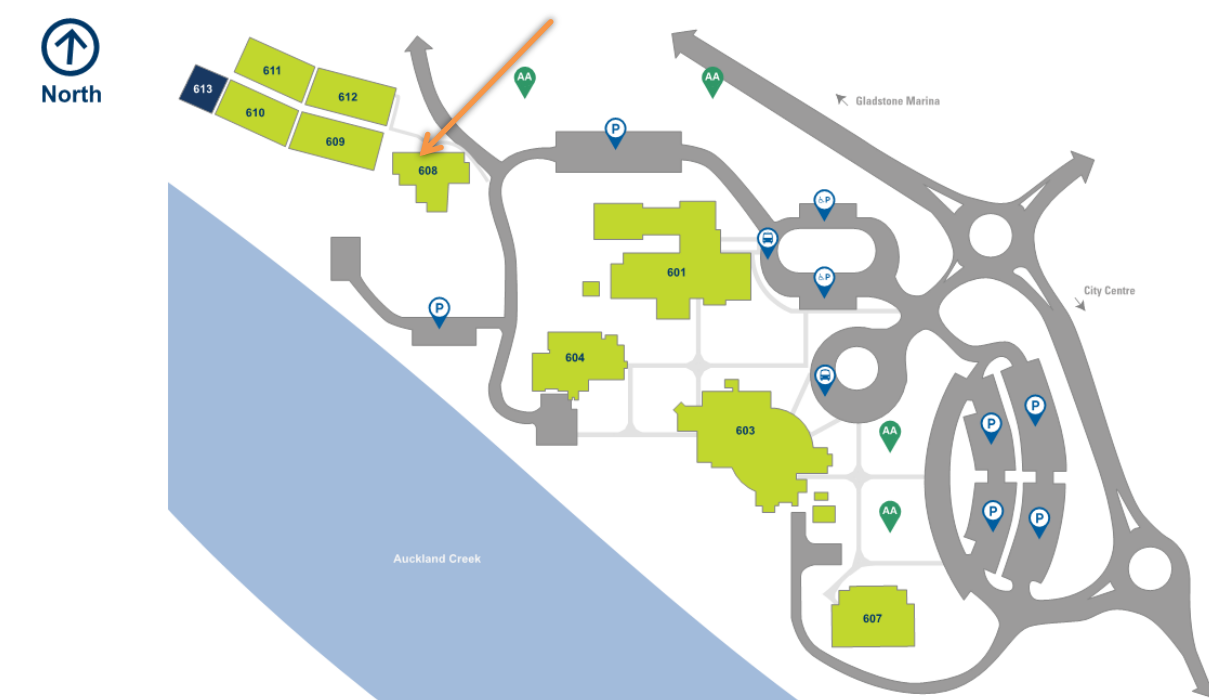 North
613
611
612
610
609
608
AA
AA
Gladstone Marina
P
♿P
601
♿P
City Centre
P
604
603
P
P
AA
AA
P
P
Auckland Creek
607